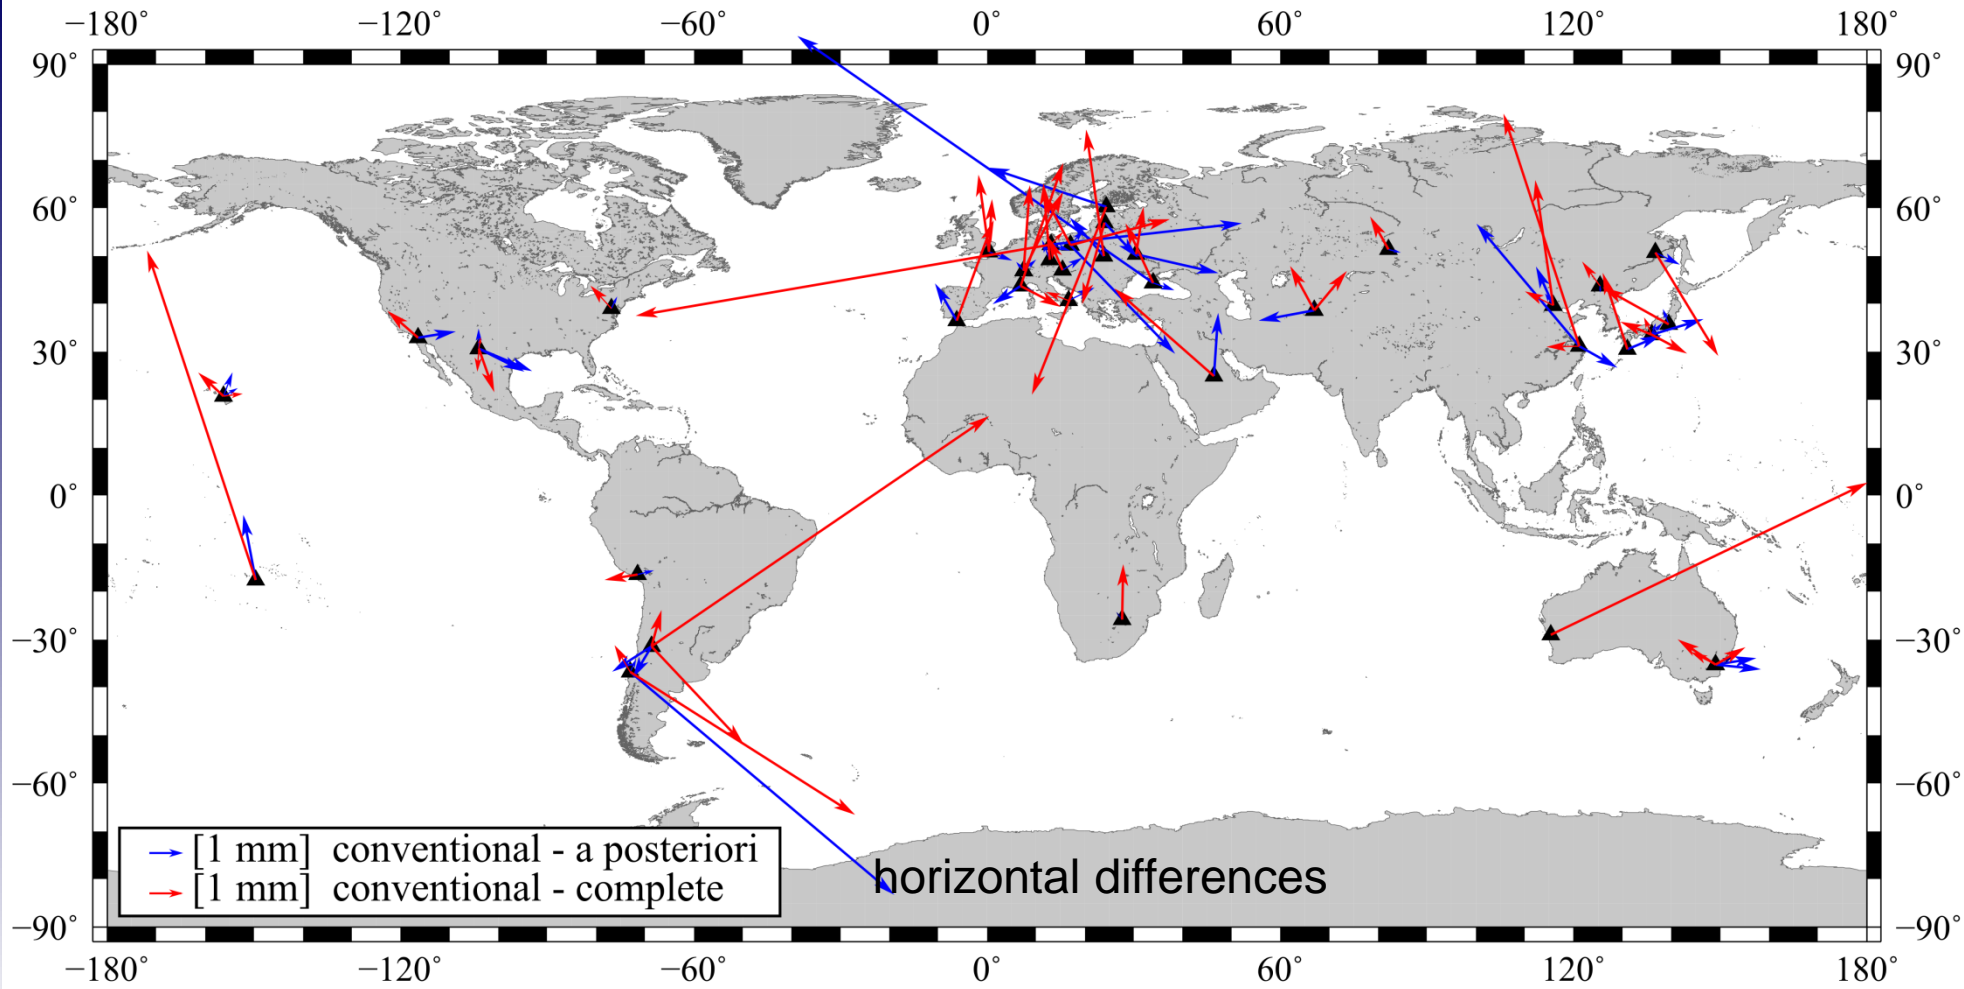 −180° −120° −60° 0° 60° 120° 180°
90° 90°
60° 60°
30° 30°
0° 0°
−30° −30°
−60° −60°
[1 mm] conventional - a posteriori
[1 mm] conventional - complete
horizontal differences
−90° −90°
−180° −120° −60° 0° 60° 120° 180°